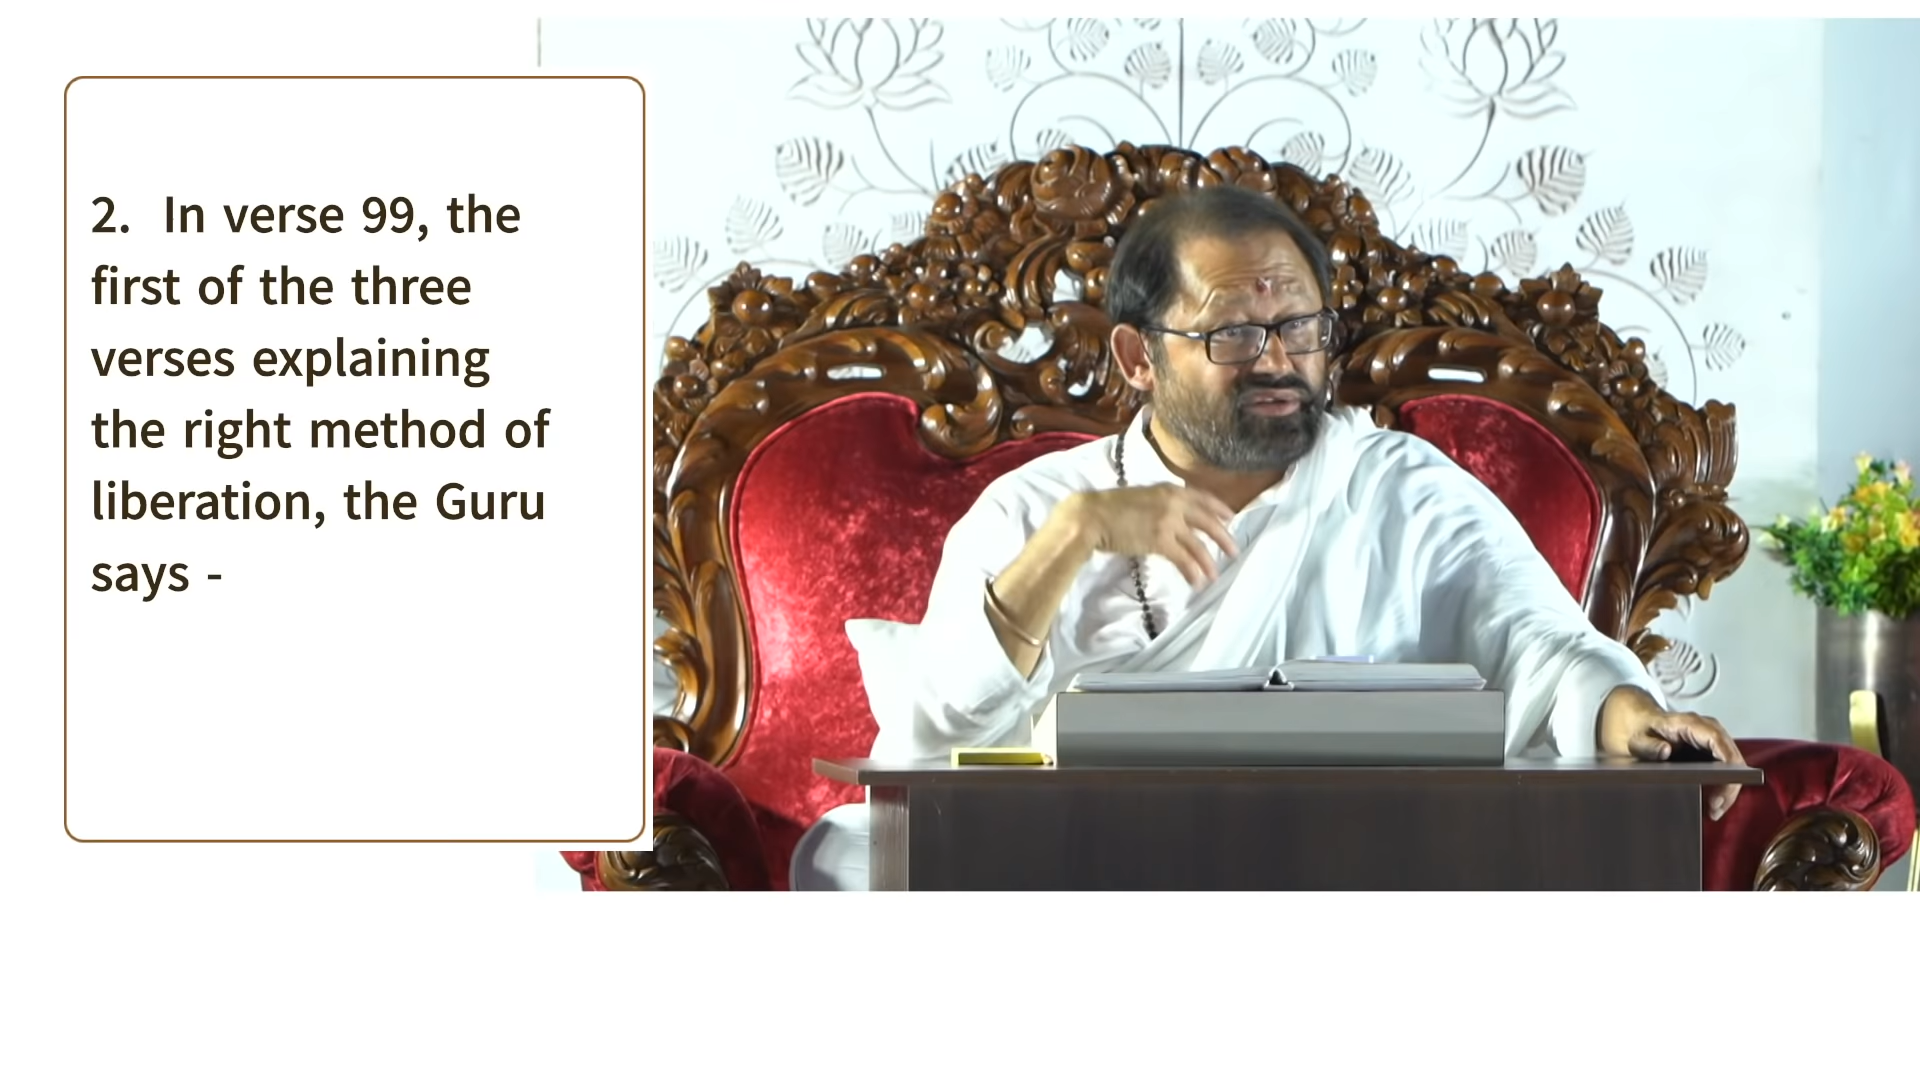 2. In verse 99, the
first of the three
verses explaining
the right method of
liberation, the Guru
says -